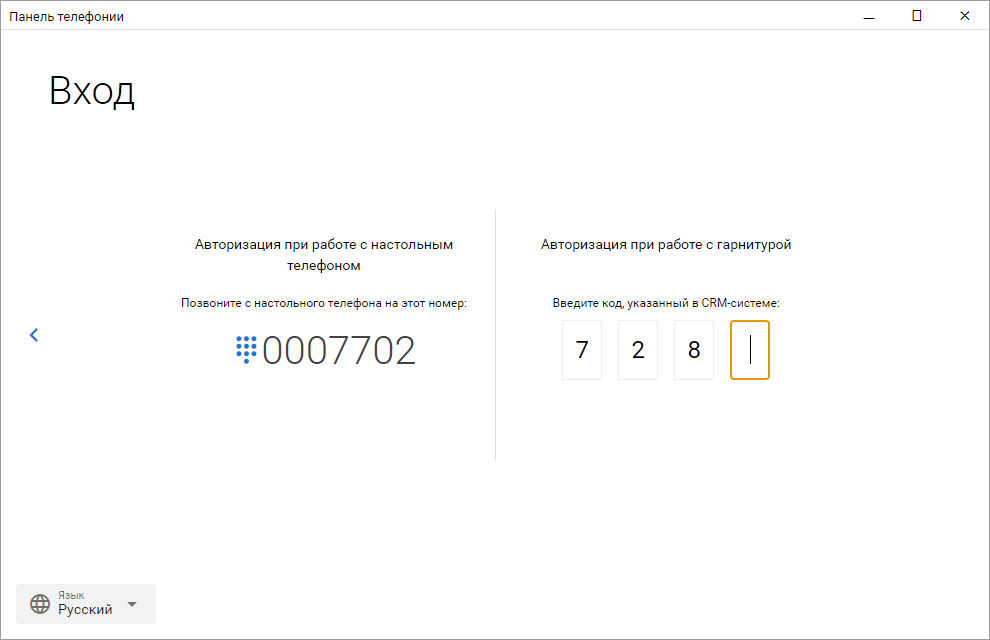 Панель телефонии
Вход
Авторизация при работе с настольным
телефоном
Позвоните с настольного телефона на этот номер:
0007702
Авторизация при работе с гарнитурой
Введите код, указанный в CRM-системе:
7 2 8
Язык
Русский